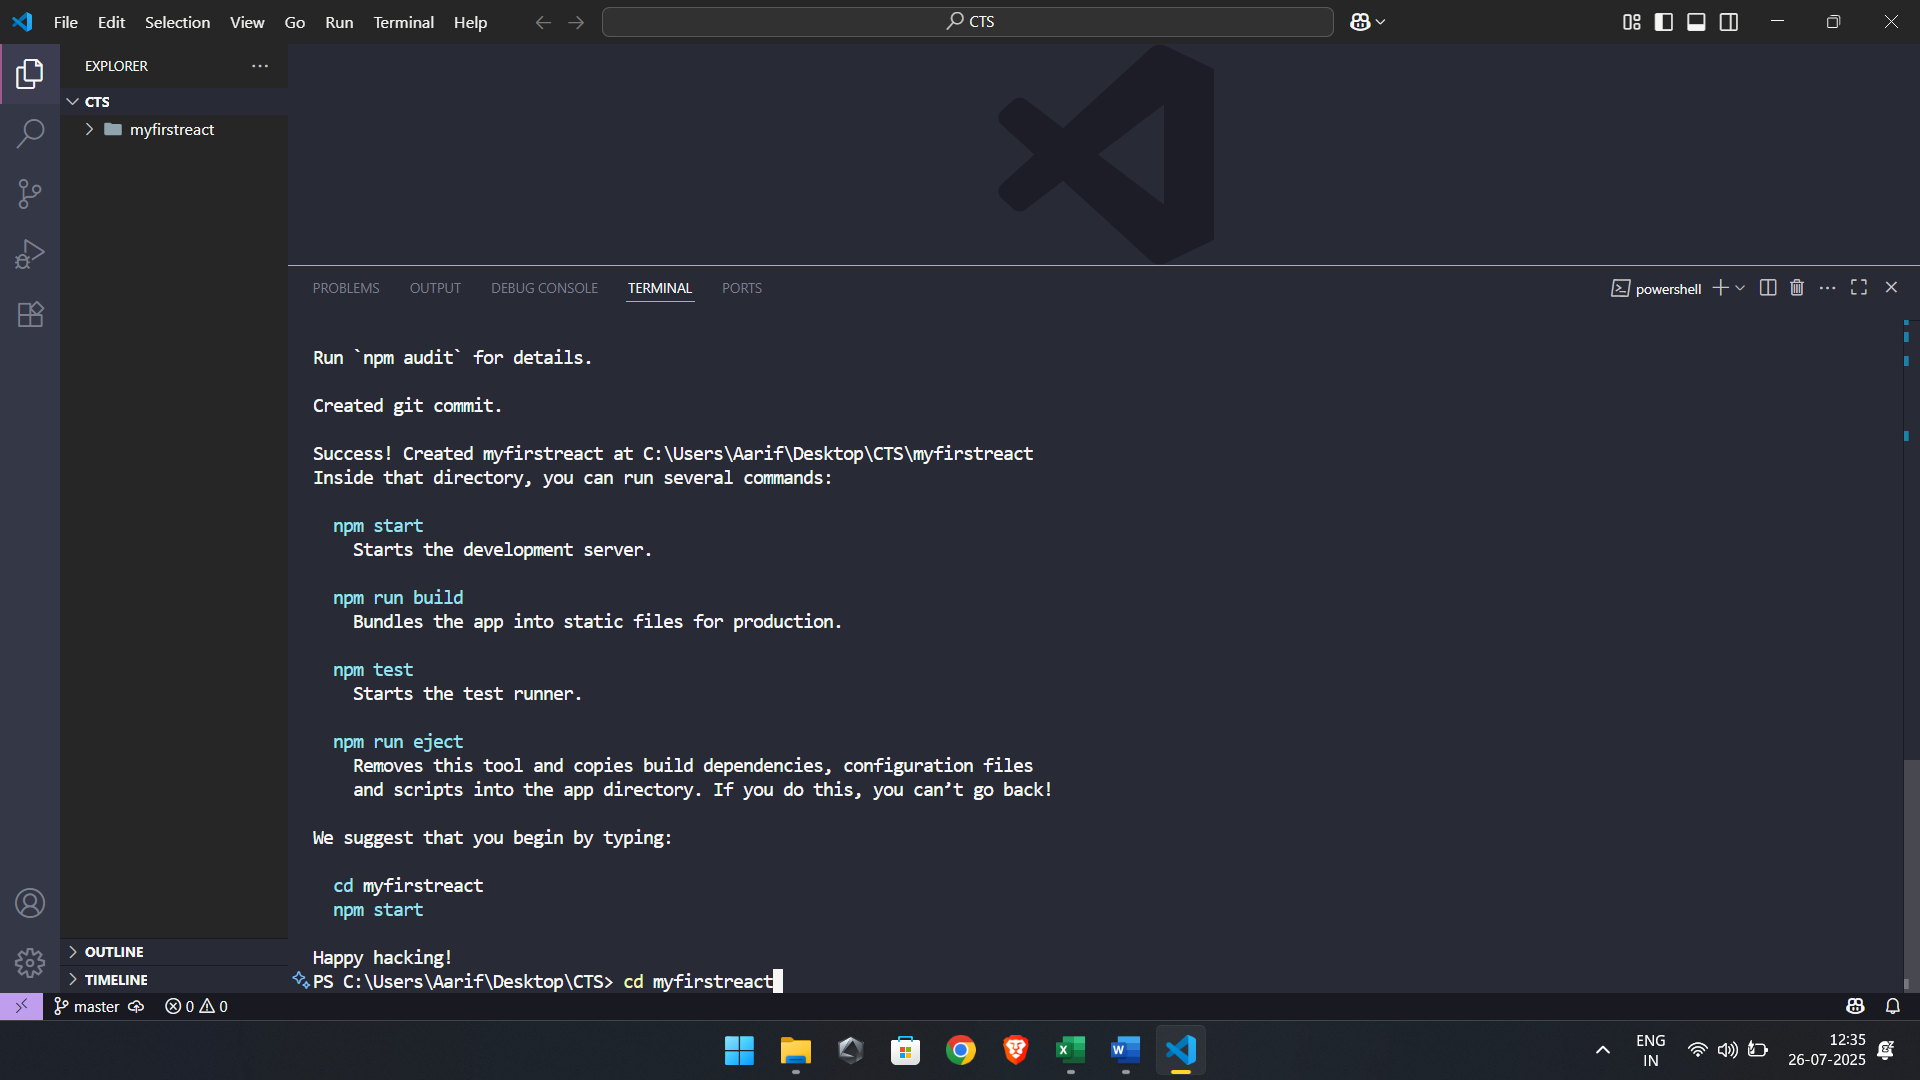 File Edit Selection View Go Run Terminal Help
CTS
EXPLORER
CTS
myfirstreact
PROBLEMS OUTPUT DEBUG CONSOLE TERMINAL PORTS
powershell
Run `npm audit` for details.
Created git commit.
Success! Created myfirstreact at C:\Users\Aarif\Desktop\CTS\myfirstreact
Inside that directory, you can run several commands:
npm start
Starts the development server.
npm run build
Bundles the app into static files for production.
npm test
Starts the test runner.
npm run eject
Removes this tool and copies build dependencies, configuration files
and scripts into the app directory. If you do this, you can’t go back!
We suggest that you begin by typing:
cd myfirstreact
npm start
Happy hacking!
PS C:\Users\Aarif\Desktop\CTS> cd myfirstreact
OUTLINE
TIMELINE
master 0 0
ENG
IN
12:35
26-07-2025